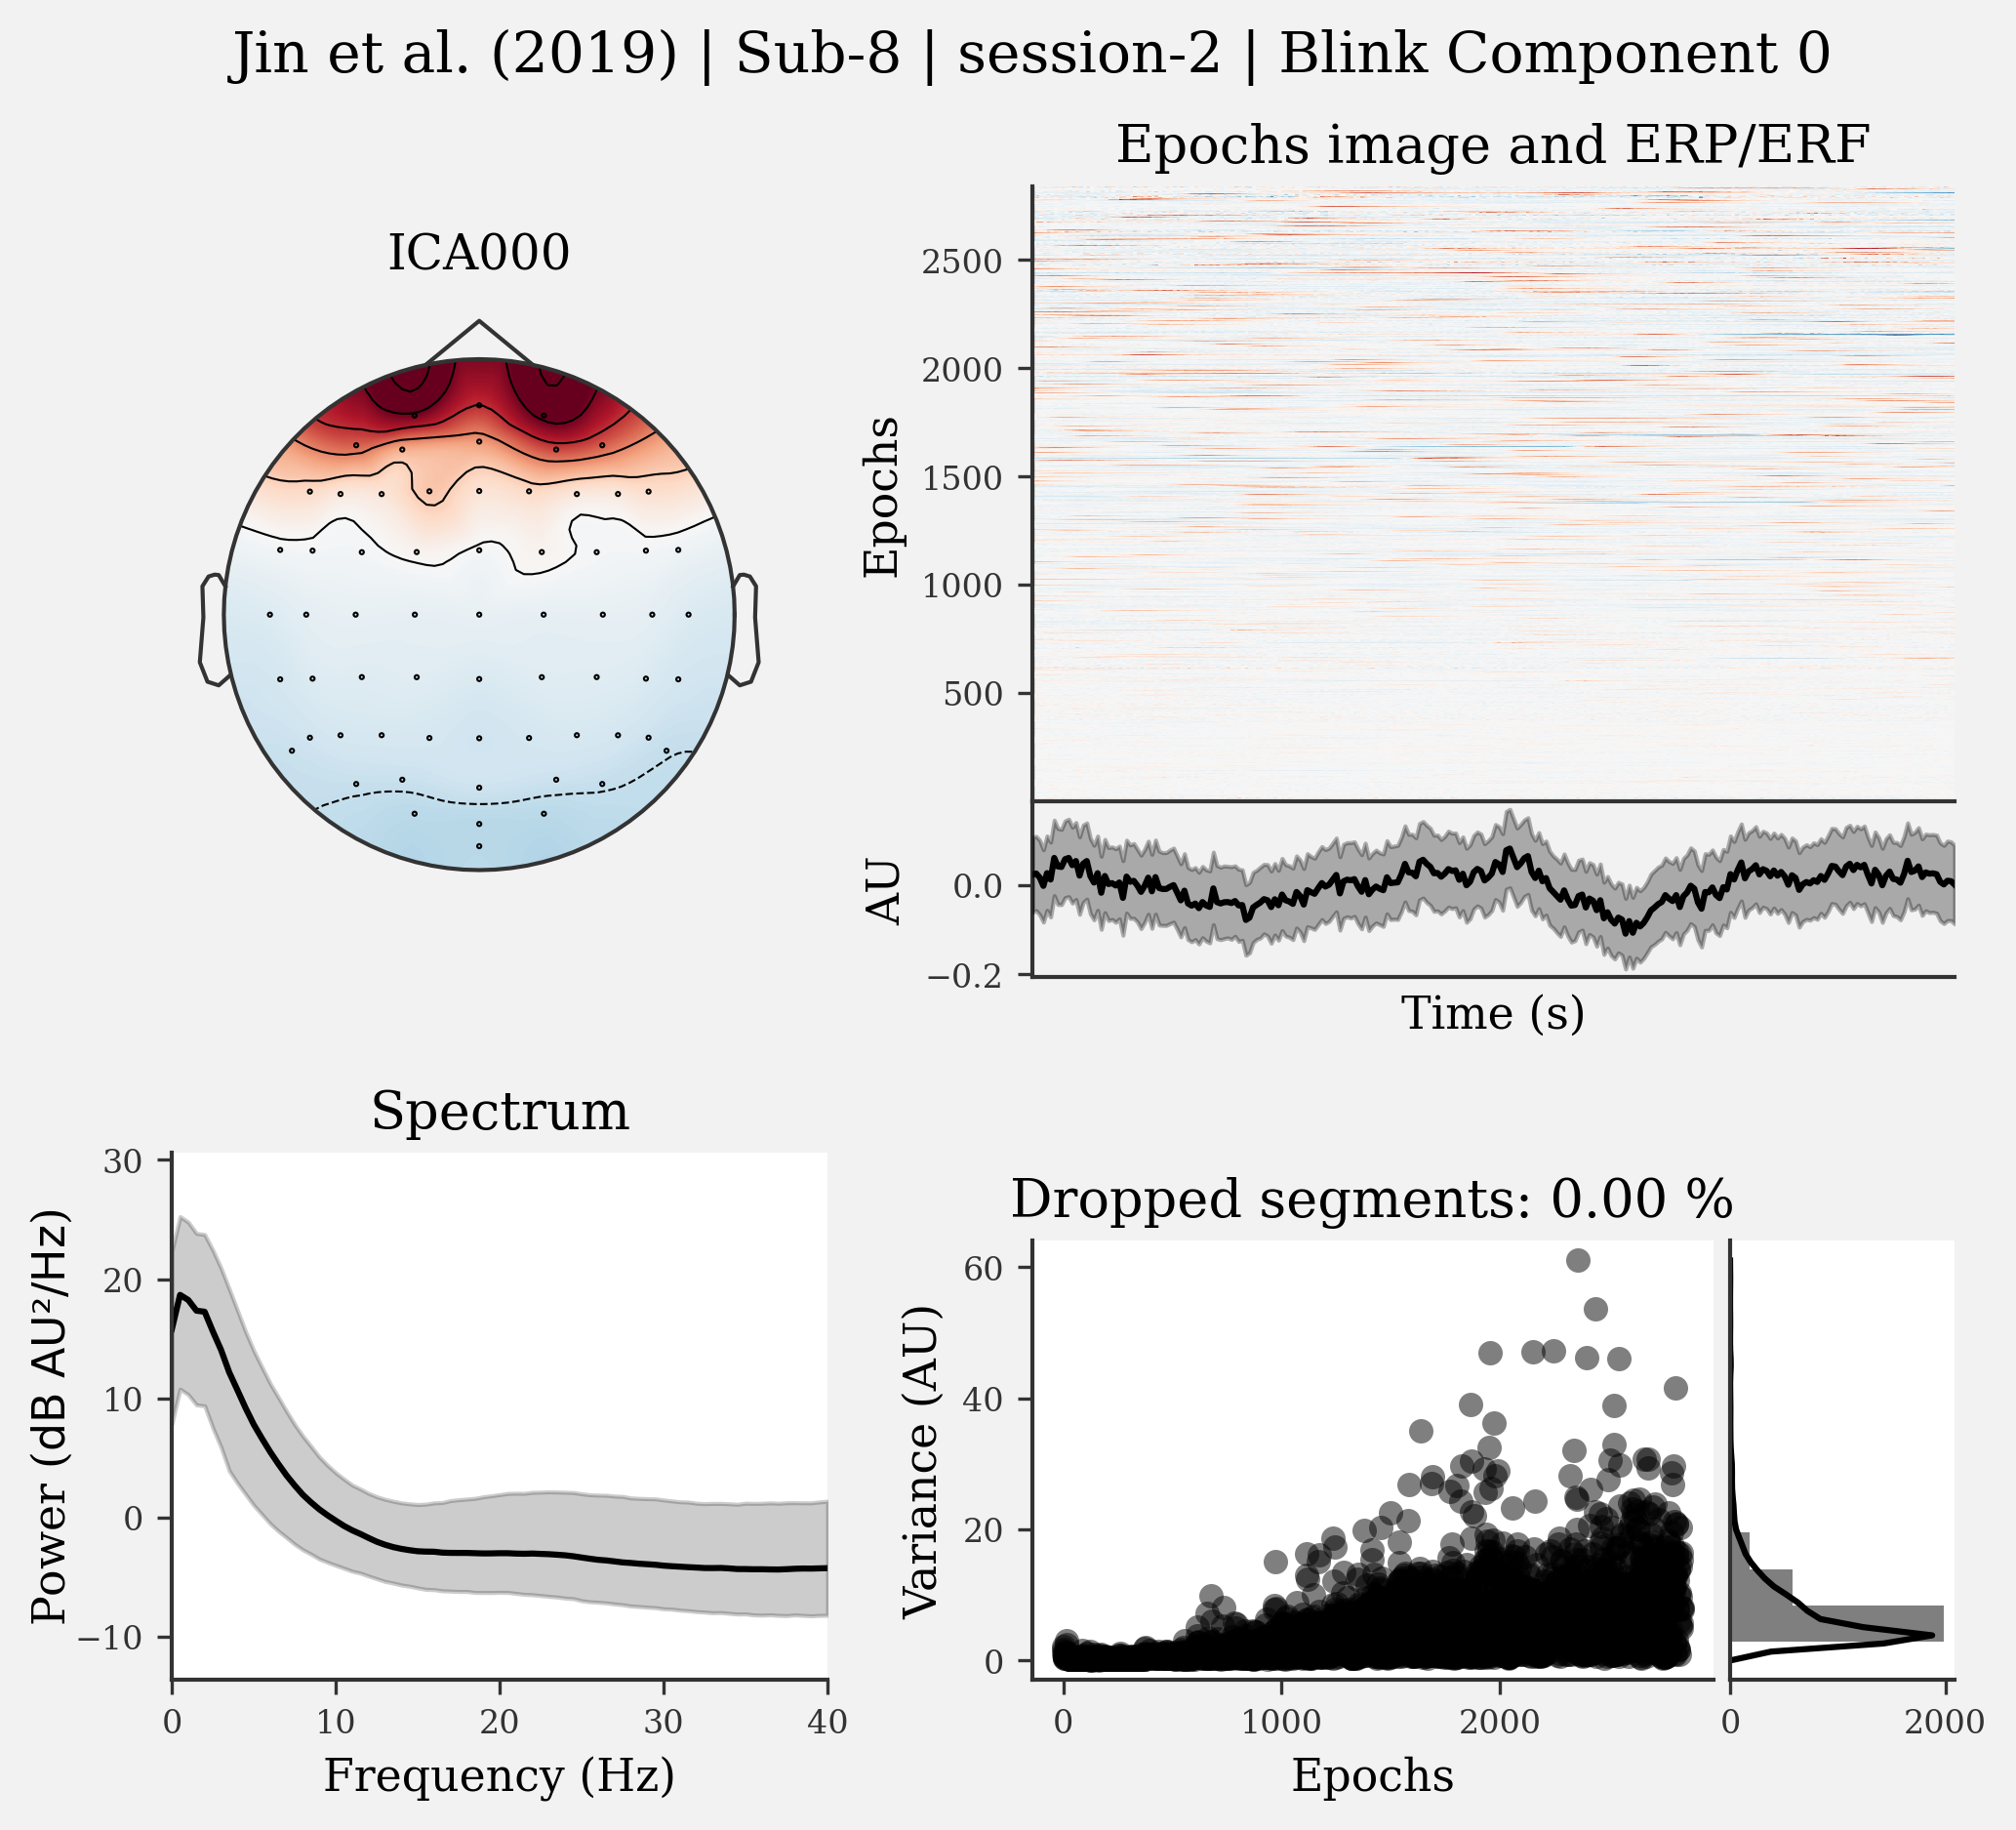 Jin et al. (2019) | Sub-8 | session-2 | Blink Component 0
ICA000
Epochs image and ERP/ERF
Epochs
2500
2000
1500
1000
500
AU
0.0
−0.2
Time (s)
Spectrum
Power (dB AU²/Hz)
30
20
10
0
−10
0 10 20 30 40
Frequency (Hz)
Dropped segments: 0.00 %
Variance (AU)
60
40
20
0
0 1000 2000
Epochs
0 2000